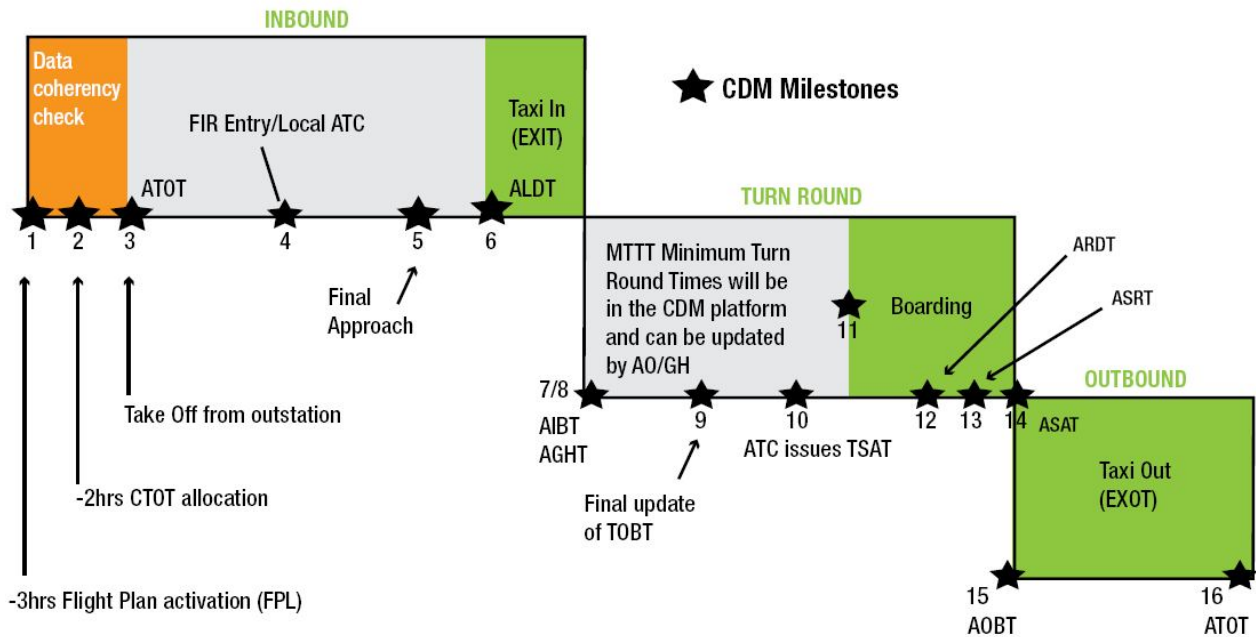 INBOUND
Data
coherency
check
FIR Entry/Local ATC
Taxi In
(EXIT)
CDM Milestones
ATOT
ALDT
1
2
3
4
5
6
Final
Approach
Take Off from outstation
-2hrs CTOT allocation
-3hrs Flight Plan activation (FPL)
TURN ROUND
MTTT Minimum Turn
Round Times will be
in the CDM platform
and can be updated
by AO/GH
11
Boarding
ARDT
ASRT
7/8
AIBT
AGHT
9
10
12
13
14
ASAT
ATC issues TSAT
Final update
of TOBT
OUTBOUND
Taxi Out
(EXOT)
15
AOBT
16
ATOT